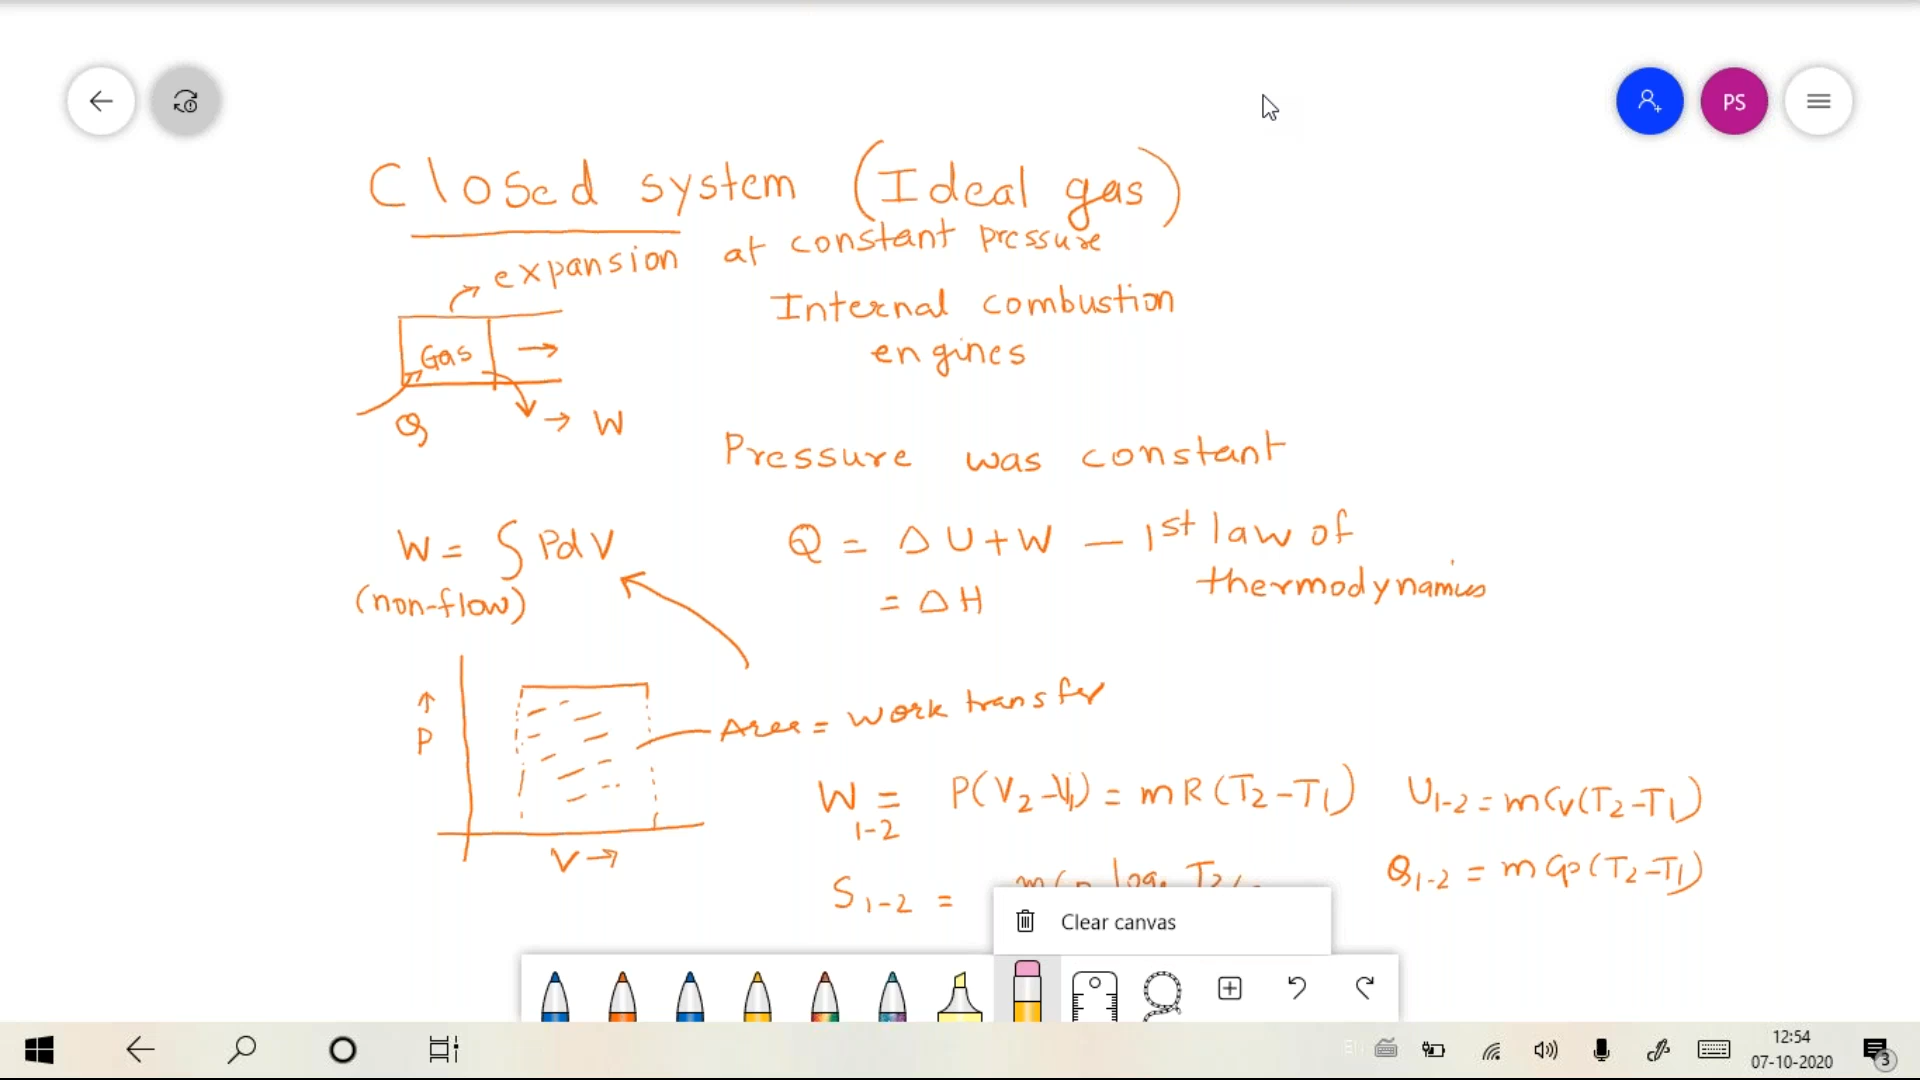 PS
Closed system (Ideal gas)
expansion at constant pressure
Internal combustion
engines
Gas
Q → W
Pressure was constant
W = ∫ PdV
(non-flow)
Q = ΔU+W — 1st law of
thermodynamics
= ΔH
↑
P
Area = work transfer
V →
W1-2 = P(V2-V1) = mR(T2-T1)
U1-2 = mCv(T2-T1)
Q1-2 = mCp(T2-T1)
S1-2 =
Clear canvas
12:54
07-10-2020
3